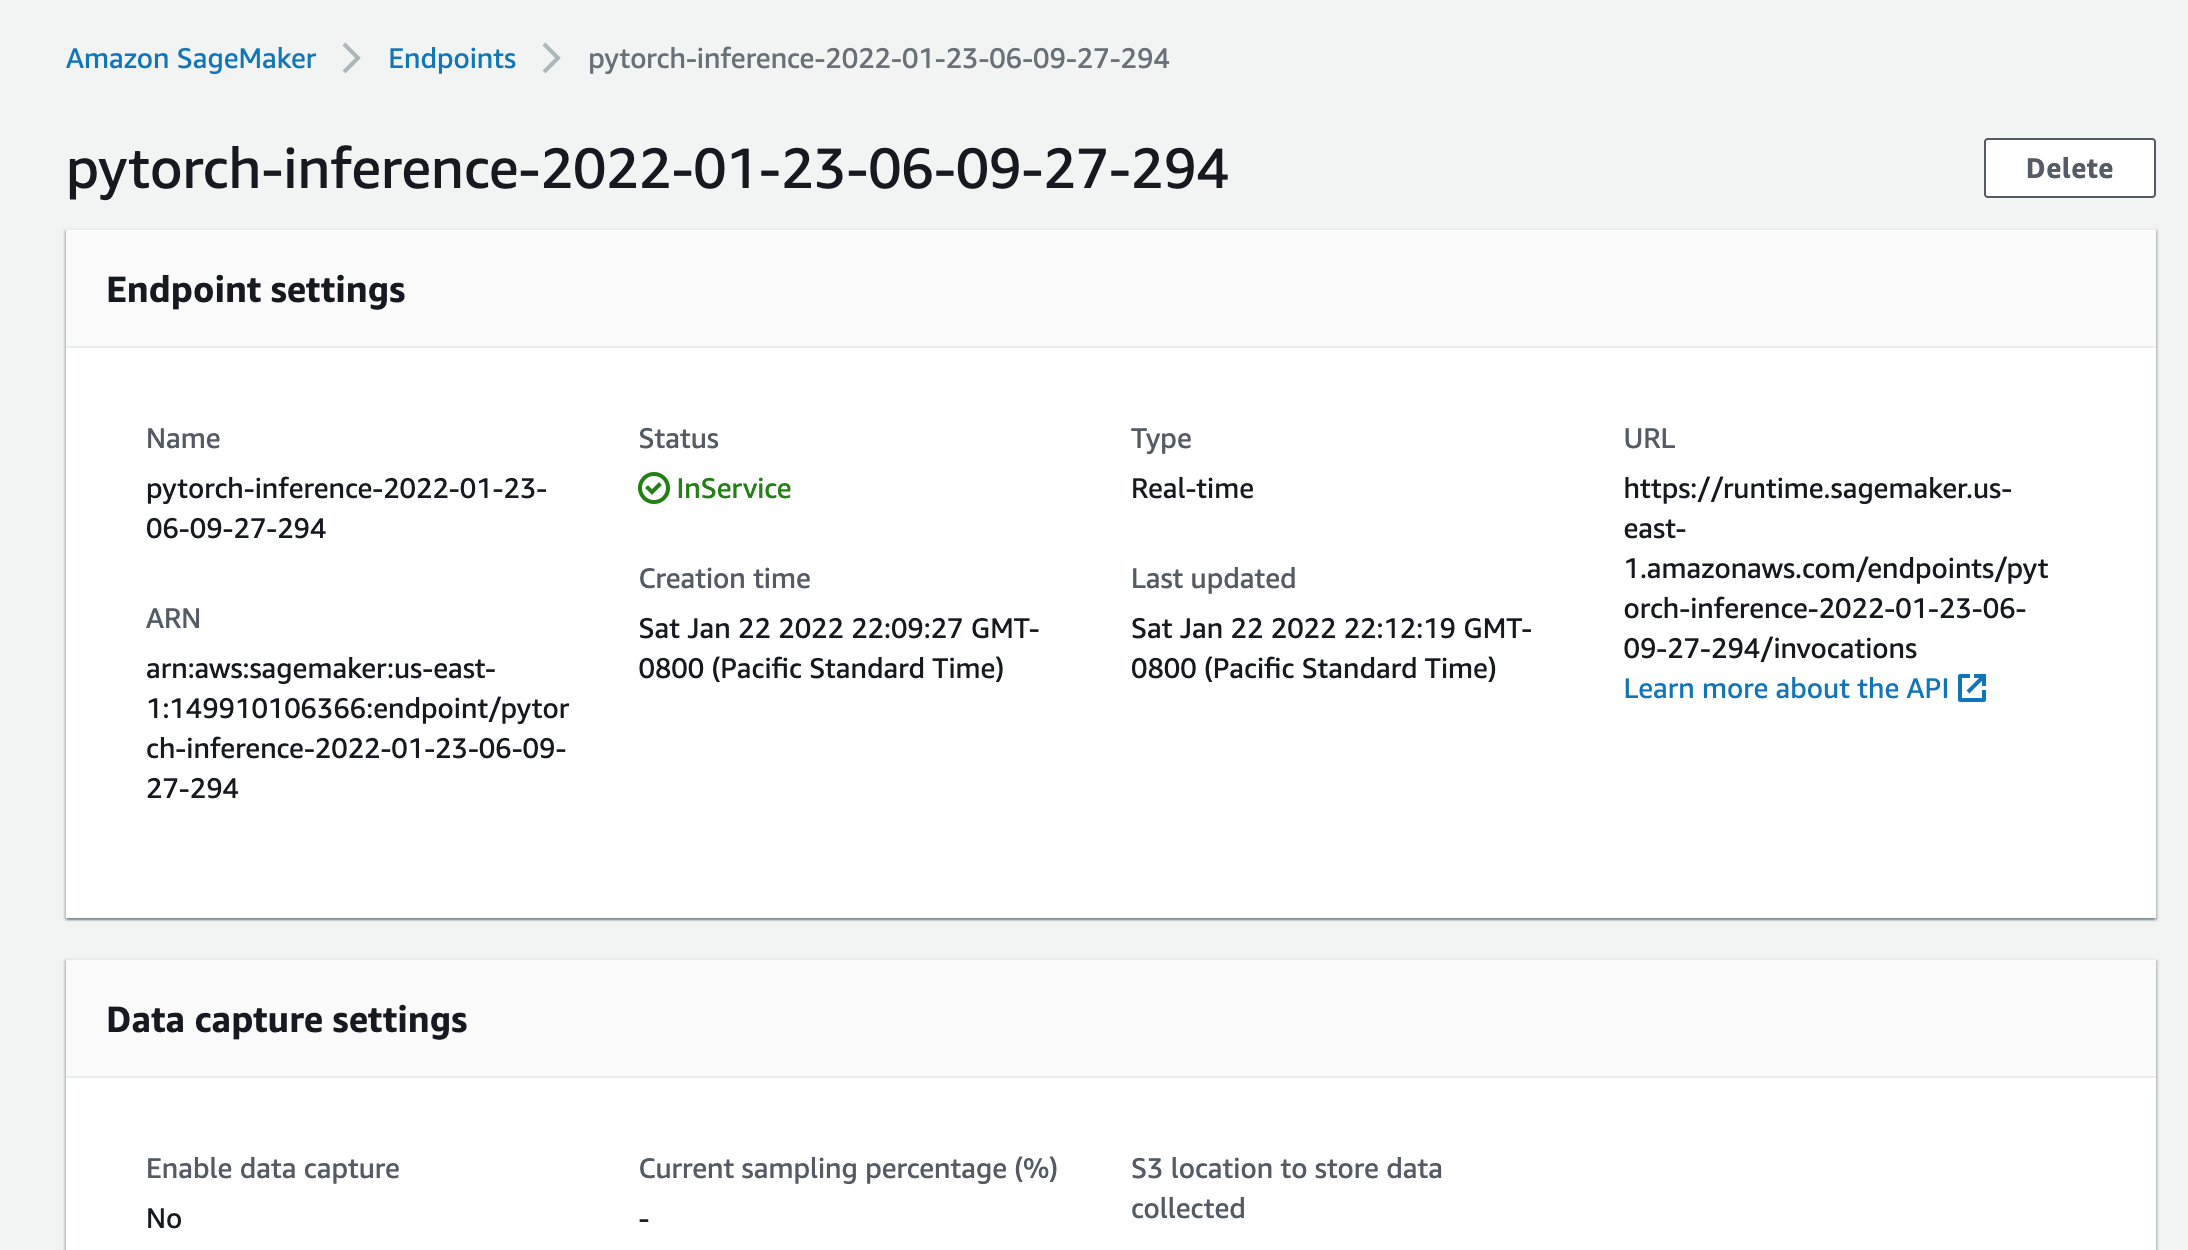 Amazon SageMaker > Endpoints > pytorch-inference-2022-01-23-06-09-27-294
pytorch-inference-2022-01-23-06-09-27-294
Delete
Endpoint settings
Name
pytorch-inference-2022-01-23-
06-09-27-294
ARN
arn:aws:sagemaker:us-east-
1:149910106366:endpoint/pytor
ch-inference-2022-01-23-06-09-
27-294
Status
InService
Creation time
Sat Jan 22 2022 22:09:27 GMT-
0800 (Pacific Standard Time)
Type
Real-time
Last updated
Sat Jan 22 2022 22:12:19 GMT-
0800 (Pacific Standard Time)
URL
https://runtime.sagemaker.us-
east-
1.amazonaws.com/endpoints/pyt
orch-inference-2022-01-23-06-
09-27-294/invocations
Learn more about the API
Data capture settings
Enable data capture
No
Current sampling percentage (%)
-
S3 location to store data
collected